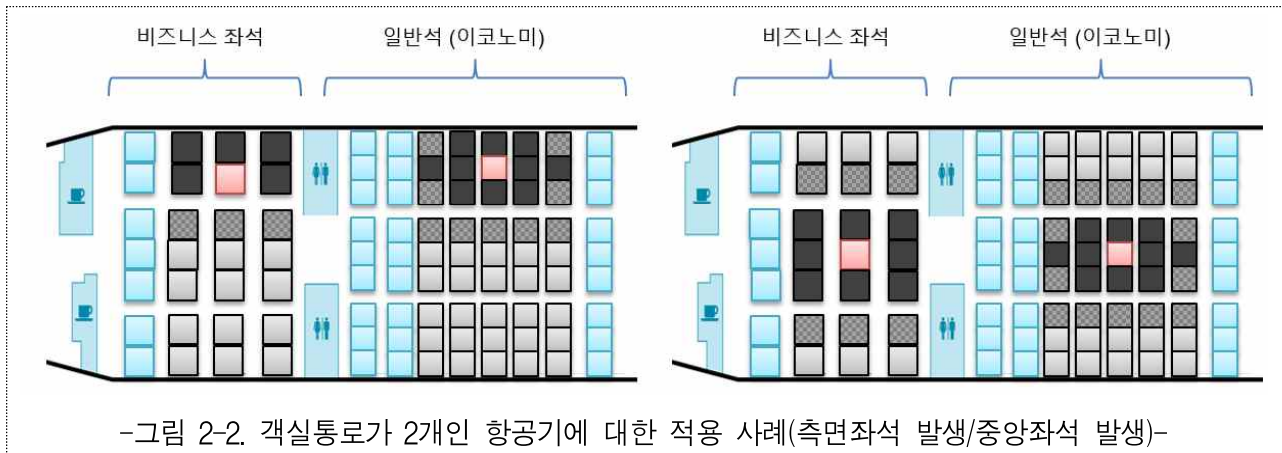 비즈니스 좌석 일반석 (이코노미) 비즈니스 좌석 일반석 (이코노미)
-그림 2-2. 객실통로가 2개인 항공기에 대한 적용 사례(측면좌석 발생/중앙좌석 발생)-